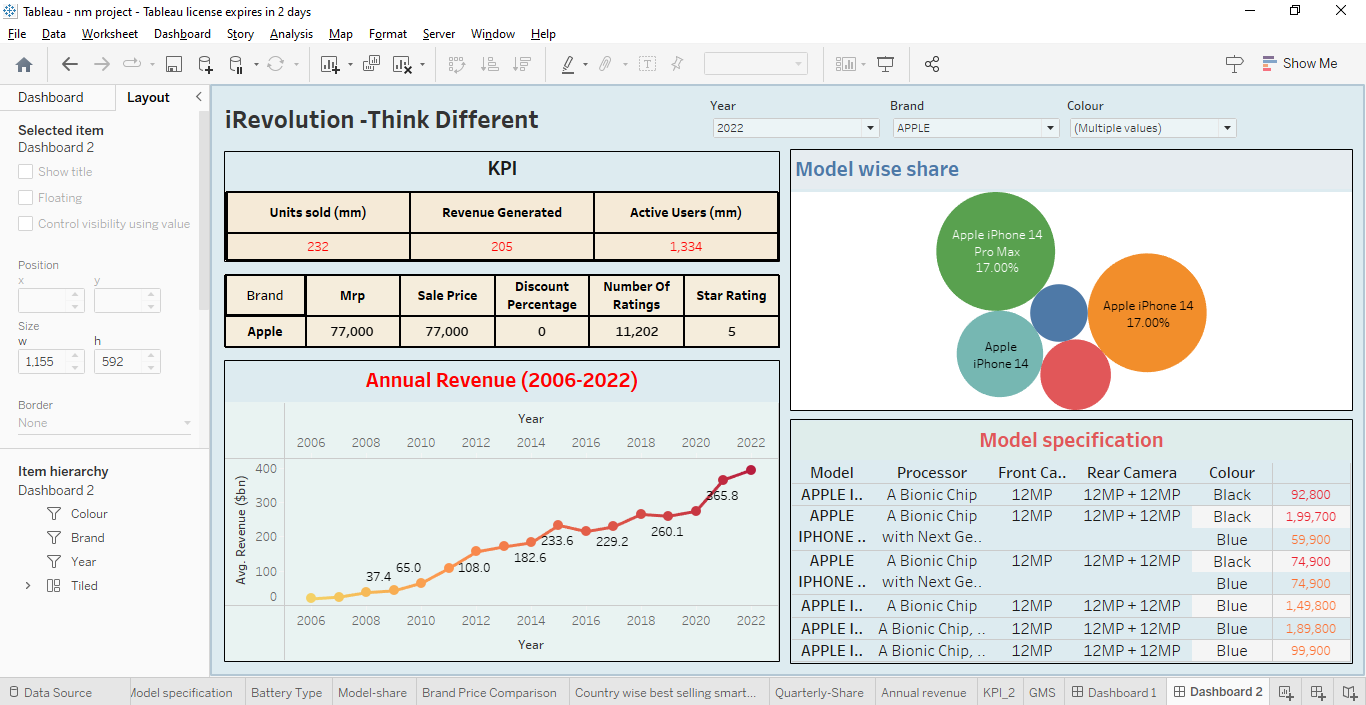 Tableau - nm project - Tableau license expires in 2 days
File Data Worksheet Dashboard Story Analysis Map Format Server Window Help
Show Me
Dashboard Layout
Selected item
Dashboard 2
Show title
Floating
Control visibility using value
Position
x y
Size
w h
1,155 592
Border
None
Item hierarchy
Dashboard 2
Colour
Brand
Year
Tiled
iRevolution -Think Different
Year Brand Colour
2022 APPLE (Multiple values)
KPI
Units sold (mm) Revenue Generated Active Users (mm)
232 205 1,334
Brand Mrp Sale Price Discount Percentage Number Of Ratings Star Rating
Apple 77,000 77,000 0 11,202 5
Annual Revenue (2006-2022)
Year
2006 2008 2010 2012 2014 2016 2018 2020 2022
Avg. Revenue ($bn)
400
300
200
100
0
37.4 65.0 108.0 182.6 233.6 229.2 260.1 365.8
2006 2008 2010 2012 2014 2016 2018 2020 2022
Year
Model wise share
Apple iPhone 14
Pro Max
17.00%
Apple iPhone 14
17.00%
Apple
iPhone 14
Model specification
Model Processor Front Ca.. Rear Camera Colour
APPLE I.. A Bionic Chip 12MP 12MP + 12MP Black 92,800
APPLE A Bionic Chip 12MP 12MP + 12MP Black 1,99,700
IPHONE .. with Next Ge.. Blue 59,900
APPLE A Bionic Chip 12MP 12MP + 12MP Black 74,900
IPHONE .. with Next Ge.. Blue 74,900
APPLE I.. A Bionic Chip 12MP 12MP + 12MP Blue 1,49,800
APPLE I.. A Bionic Chip, .. 12MP 12MP + 12MP Blue 1,89,800
APPLE I.. A Bionic Chip, .. 12MP 12MP + 12MP Blue 99,900
Data Source Model specification Battery Type Model-share Brand Price Comparison Country wise best selling smart... Quarterly-Share Annual revenue KPI_2 GMS Dashboard 1 Dashboard 2